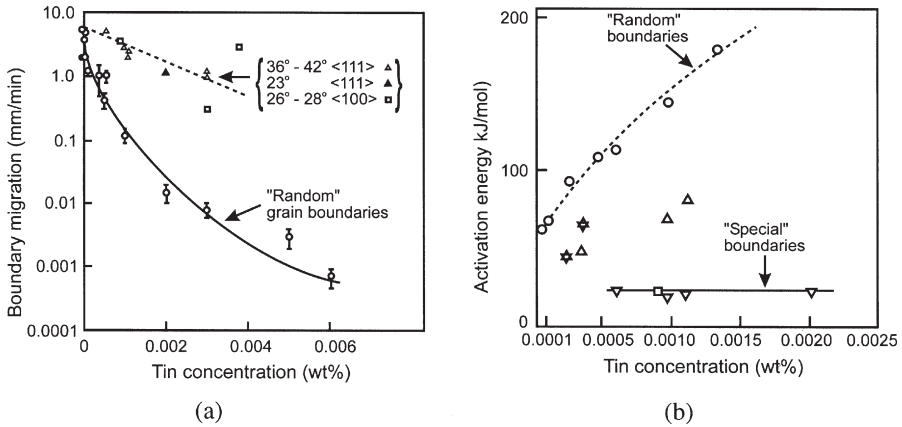 10.0
1.0
0.1
0.01
0.001
0.0001
Boundary migration (mm/min)
36° - 42° <111>
23° <111>
26° - 28° <100>
"Random"
grain boundaries
0
0.002
0.004
0.006
Tin concentration (wt%)
(a)
200
100
0
Activation energy kJ/mol)
"Random"
boundaries
"Special"
boundaries
0.0001
0.0005
0.0010
0.0015
0.0020
0.0025
Tin concentration (wt%)
(b)